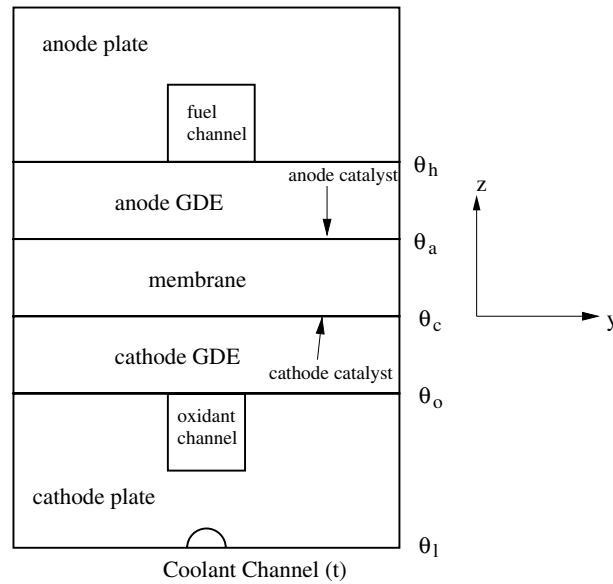 anode plate
fuel
channel
θh
anode catalyst
z
anode GDE
θa
membrane
θc
y
cathode GDE
cathode catalyst
θo
oxidant
channel
cathode plate
θl
Coolant Channel (t)